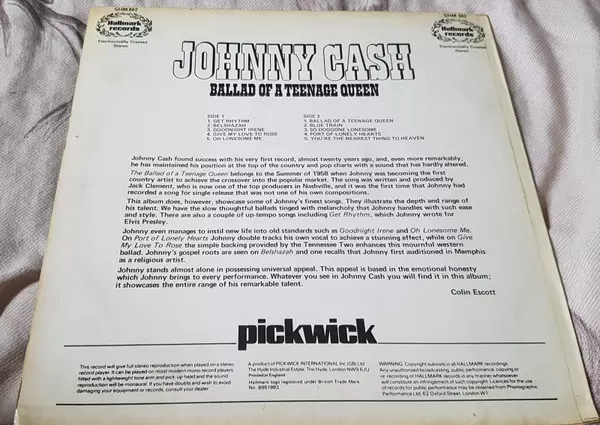 SHM 962
Hallmark
records
Electronically Created
Stereo
SHM 962
Hallmark
records
Electronically Created
Stereo
JOHNNY CASH
BALLAD OF A TEENAGE QUEEN
SIDE 1
1. GET RHYTHM
2. BELSHAZAH
3. GOODNIGHT IRENE
4. GIVE MY LOVE TO ROSE
5. OH LONESOME ME
SIDE 2
1. BALLAD OF A TEENAGE QUEEN
2. BLUE TRAIN
3. SO DOGGONE LONESOME
4. PORT OF LONELY HEARTS
5. YOU'RE THE NEAREST THING TO HEAVEN
Johnny Cash found success with his very first record, almost twenty years ago, and, even more remarkably,
he has maintained his position at the top of the country and pop charts with a sound that has hardly altered.
The Ballad of a Teenage Queen belongs to the Summer of 1958 when Johnny was becoming the first
country artist to achieve the crossover into the popular market. The song was written and produced by
Jack Clement, who is now one of the top producers in Nashville, and it was the first time that Johnny had
recorded a song for single release that was not one of his own compositions.
This album does, however, showcase some of Johnny's finest songs. They illustrate the depth and range of
his talent. We have the slow thoughtful ballads tinged with melancholy that Johnny handles with such ease
and style. There are also a couple of up-tempo songs including Get Rhythm, which Johnny wrote for
Elvis Presley.
Johnny even manages to instil new life into old standards such as Goodnight Irene and Oh Lonesome Me.
On Port of Lonely Hearts Johnny double tracks his own vocal to achieve a stunning effect, while on Give
My Love To Rose the simple backing provided by the Tennessee Two enhances this mournful western
ballad. Johnny's gospel roots are seen on Belshazah and one recalls that Johnny first auditioned in Memphis
as a religious artist.
Johnny stands almost alone in possessing universal appeal. This appeal is based in the emotional honesty
which Johnny brings to every performance. Whatever you see in Johnny Cash you will find it in this album;
it showcases the entire range of his remarkable talent.
Colin Escott
pickwick
This record will give full stereo reproduction when played on a stereo
record player. It can be played on most modern mono record players
fitted with a lightweight tone arm and pick-up head and the sound
reproduction will be monaural. If you have doubts and wish to avoid
damaging your equipment or records, consult your dealer.
A product of PICKWICK INTERNATIONAL INC (GB) Ltd
The Hyde Industrial Estate, The Hyde, London NW9 6JU
Printed in England
Hallmark logo registered under British Trade Mark
No. B951983
WARNING: Copyright subsists in all HALLMARK recordings
Any unauthorised broadcasting, public performance, copying or
re-recording of HALLMARK records in any manner whatsoever
will constitute an infringement of such copyright. Licences for the use
of records for public performance may be obtained from Phonographic
Performance Ltd, 62 Oxford Street, London W1